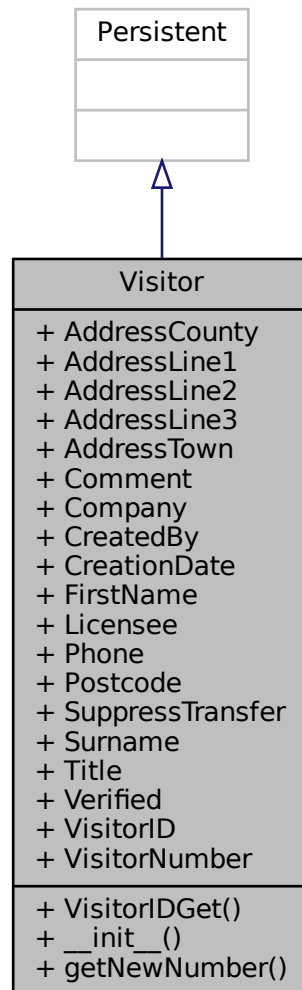 Persistent
Visitor
+ AddressCounty
+ AddressLine1
+ AddressLine2
+ AddressLine3
+ AddressTown
+ Comment
+ Company
+ CreatedBy
+ CreationDate
+ FirstName
+ Licensee
+ Phone
+ Postcode
+ SuppressTransfer
+ Surname
+ Title
+ Verified
+ VisitorID
+ VisitorNumber
+ VisitorIDGet()
+ __init__()
+ getNewNumber()